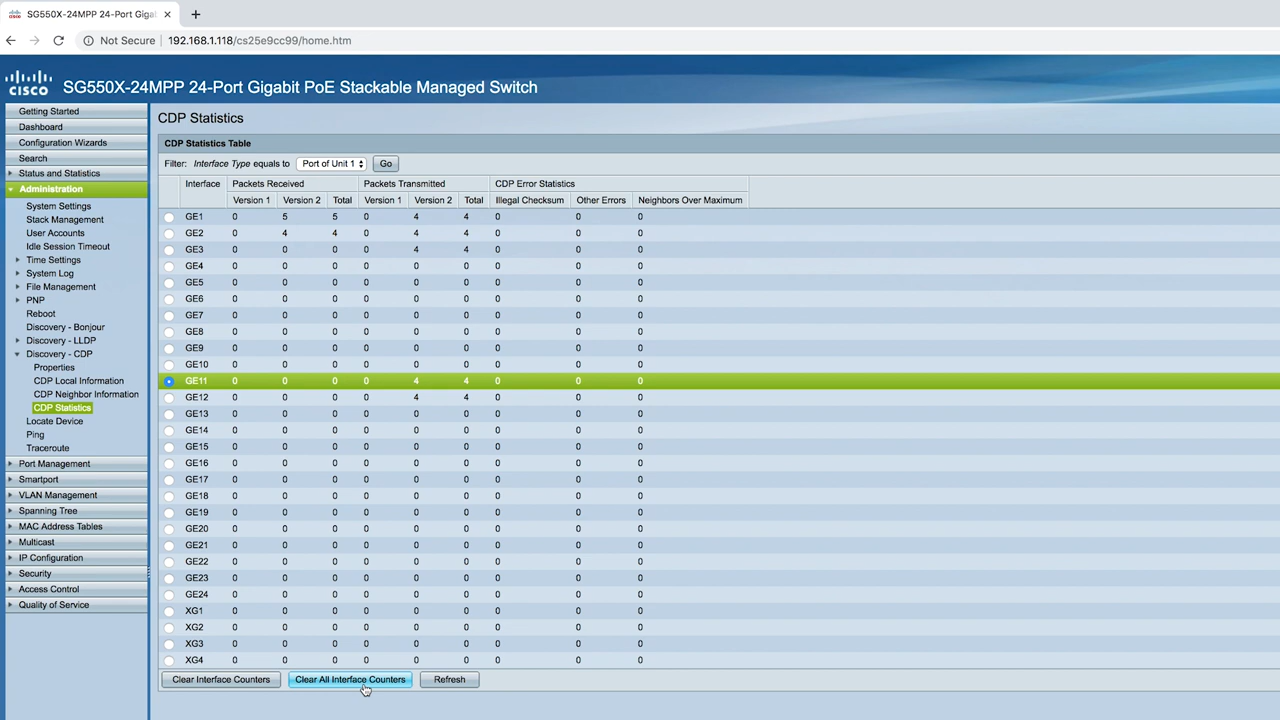 SG550X-24MPP 24-Port Gigal
Not Secure 192.168.1.118/cs25e9cc99/home.htm
CISCO SG550X-24MPP 24-Port Gigabit PoE Stackable Managed Switch
Getting Started
Dashboard
Configuration Wizards
Search
Status and Statistics
Administration
System Settings
Stack Management
User Accounts
Idle Session Timeout
Time Settings
System Log
File Management
PNP
Reboot
Discovery - Bonjour
Discovery - LLDP
Discovery - CDP
Properties
CDP Local Information
CDP Neighbor Information
CDP Statistics
Locate Device
Ping
Traceroute
Port Management
Smartport
VLAN Management
Spanning Tree
MAC Address Tables
Multicast
IP Configuration
Security
Access Control
Quality of Service
CDP Statistics
CDP Statistics Table
Filter: Interface Type equals to Port of Unit 1 Go
Interface Packets Received Packets Transmitted CDP Error Statistics
Version 1 Version 2 Total Version 1 Version 2 Total Illegal Checksum Other Errors Neighbors Over Maximum
GE1 0 5 5 0 4 4 0 0 0
GE2 0 4 4 0 4 4 0 0 0
GE3 0 0 0 0 4 4 0 0 0
GE4 0 0 0 0 0 0 0 0 0
GE5 0 0 0 0 0 0 0 0 0
GE6 0 0 0 0 0 0 0 0 0
GE7 0 0 0 0 0 0 0 0 0
GE8 0 0 0 0 0 0 0 0 0
GE9 0 0 0 0 0 0 0 0 0
GE10 0 0 0 0 0 0 0 0 0
GE11 0 0 0 0 4 4 0 0 0
GE12 0 0 0 0 4 4 0 0 0
GE13 0 0 0 0 0 0 0 0 0
GE14 0 0 0 0 0 0 0 0 0
GE15 0 0 0 0 0 0 0 0 0
GE16 0 0 0 0 0 0 0 0 0
GE17 0 0 0 0 0 0 0 0 0
GE18 0 0 0 0 0 0 0 0 0
GE19 0 0 0 0 0 0 0 0 0
GE20 0 0 0 0 0 0 0 0 0
GE21 0 0 0 0 0 0 0 0 0
GE22 0 0 0 0 0 0 0 0 0
GE23 0 0 0 0 0 0 0 0 0
GE24 0 0 0 0 0 0 0 0 0
XG1 0 0 0 0 0 0 0 0 0
XG2 0 0 0 0 0 0 0 0 0
XG3 0 0 0 0 0 0 0 0 0
XG4 0 0 0 0 0 0 0 0 0
Clear Interface Counters Clear All Interface Counters Refresh